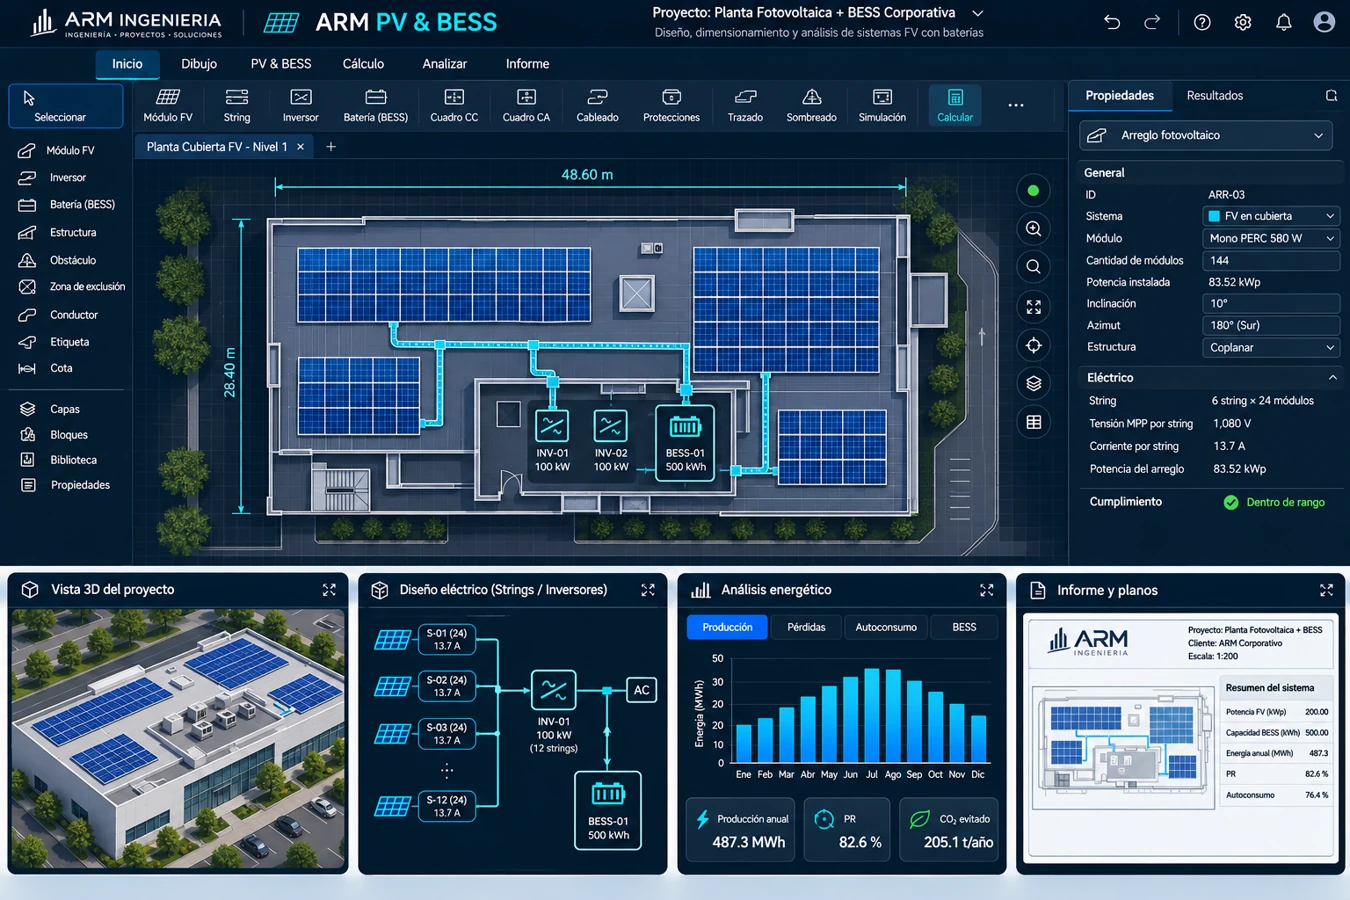 ARM INGENIERIA
INGENIERÍA • PROYECTOS • SOLUCIONES
ARM PV & BESS
Proyecto: Planta Fotovoltaica + BESS Corporativa
Diseño, dimensionamiento y análisis de sistemas FV con baterías
Inicio
Dibujo
PV & BESS
Cálculo
Analizar
Informe
Seleccionar
Módulo FV
String
Inversor
Batería (BESS)
Cuadro CC
Cuadro CA
Cableado
Protecciones
Trazado
Sombreado
Simulación
Calcular
Módulo FV
Inversor
Batería (BESS)
Estructura
Obstáculo
Zona de exclusión
Conductor
Etiqueta
Cota
Capas
Bloques
Biblioteca
Propiedades
Planta Cubierta FV - Nivel 1 ×
48.60 m
28.40 m
INV-01
100 kW
INV-02
100 kW
BESS-01
500 kWh
Propiedades
Resultados
Arreglo fotovoltaico
General
ID ARR-03
Sistema FV en cubierta
Módulo Mono PERC 580 W
Cantidad de módulos 144
Potencia instalada 83.52 kWp
Inclinación 10°
Azimut 180° (Sur)
Estructura Coplanar
Eléctrico
String 6 string × 24 módulos
Tensión MPP por string 1,080 V
Corriente por string 13.7 A
Potencia del arreglo 83.52 kWp
Cumplimiento Dentro de rango
Vista 3D del proyecto
Diseño eléctrico (Strings / Inversores)
S-01 (24)
13.7 A
S-02 (24)
13.7 A
S-03 (24)
13.7 A
S-12 (24)
13.7 A
INV-01
100 kW
(12 strings)
AC
BESS-01
500 kWh
Análisis energético
Producción
Pérdidas
Autoconsumo
BESS
Energía (MWh)
50
30
20
20
10
0
Ene Feb Mar Abr May Jun Jul Ago Sep Oct Nov Dic
Producción anual
487.3 MWh
PR
82.6 %
CO₂ evitado
205.1 t/año
Informe y planos
ARM
INGENIERIA
Proyecto: Planta Fotovoltaica + BESS
Cliente: ARM Corporativo
Escala: 1:200
Resumen del sistema
Potencia FV (kWp) 200.00
Capacidad BESS (kWh) 500.00
Energía anual (MWh) 487.3
PR 82.6 %
Autoconsumo 76.4 %